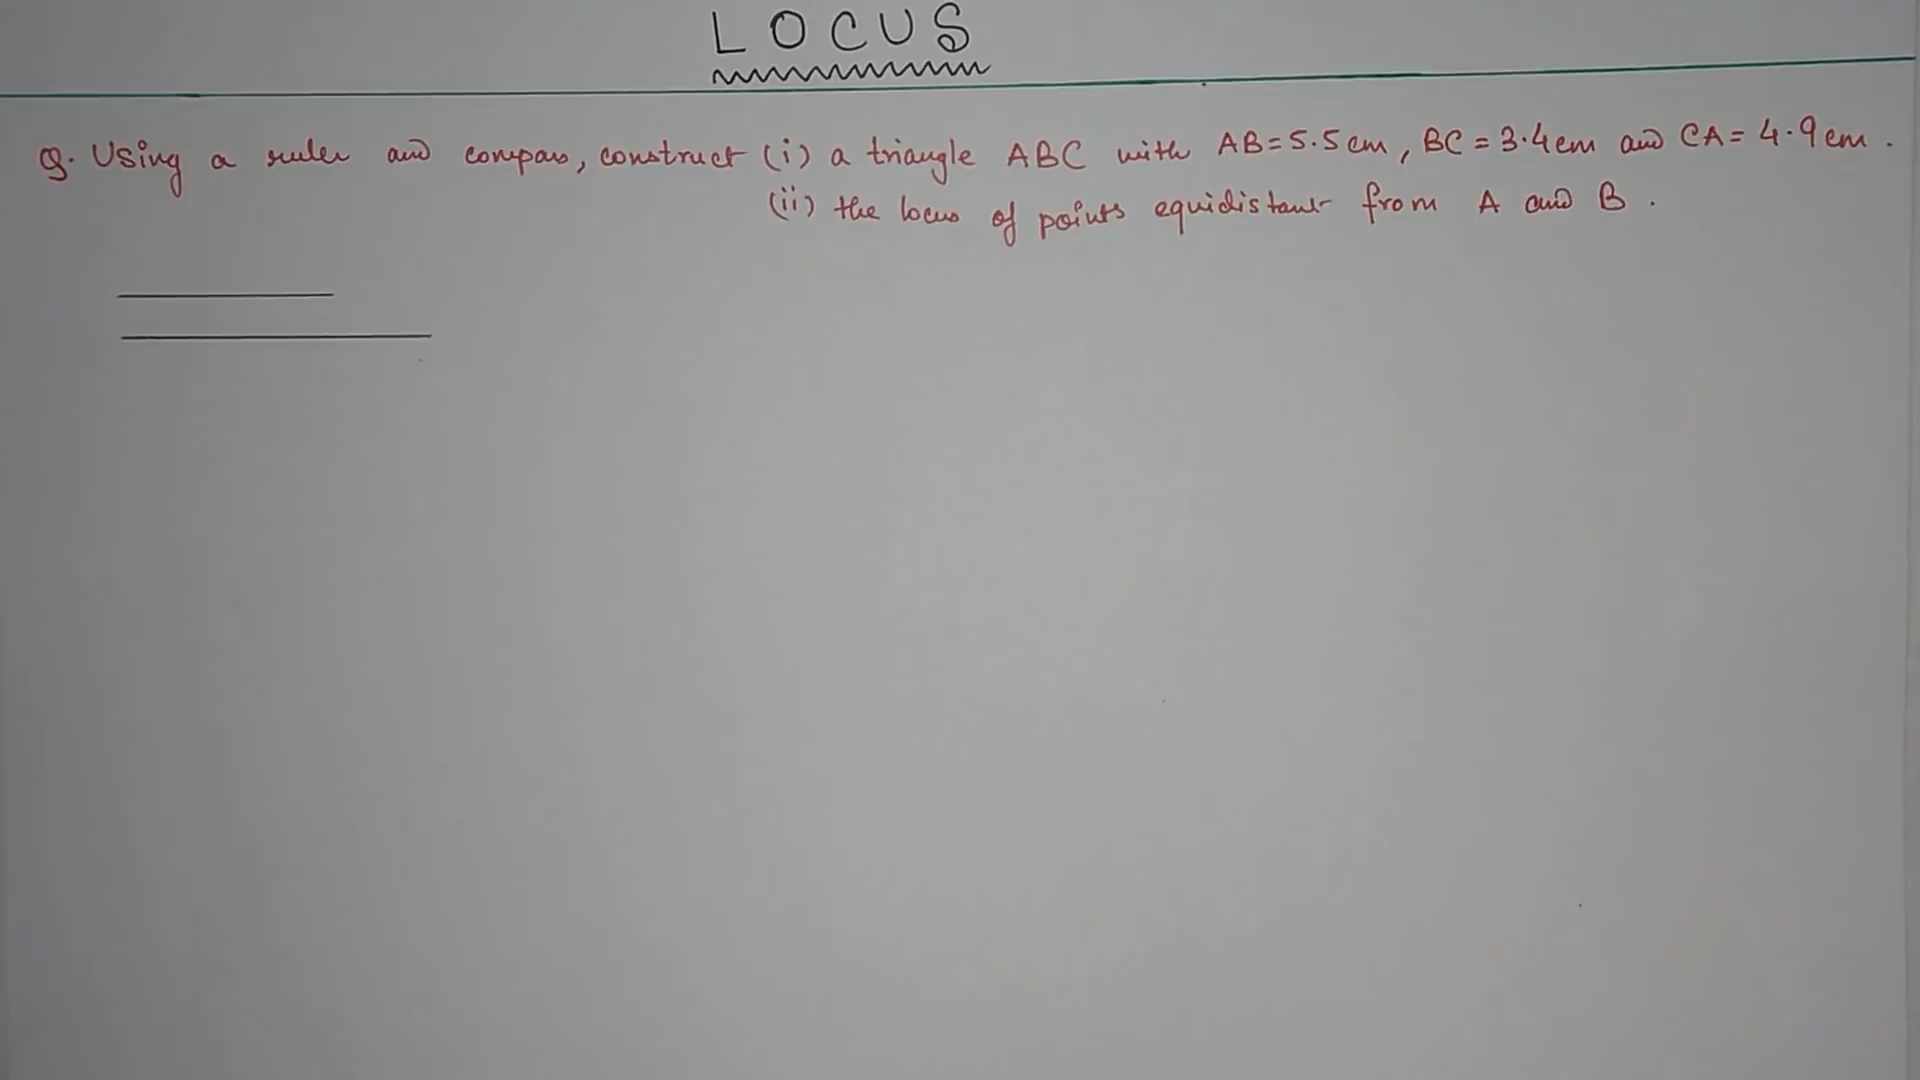 LOCUS
Q. Using a ruler and compass, construct (i) a triangle ABC with AB = 5.5 cm, BC = 3.4 cm and CA = 4.9 cm.
(ii) the locus of points equidistant from A and B.